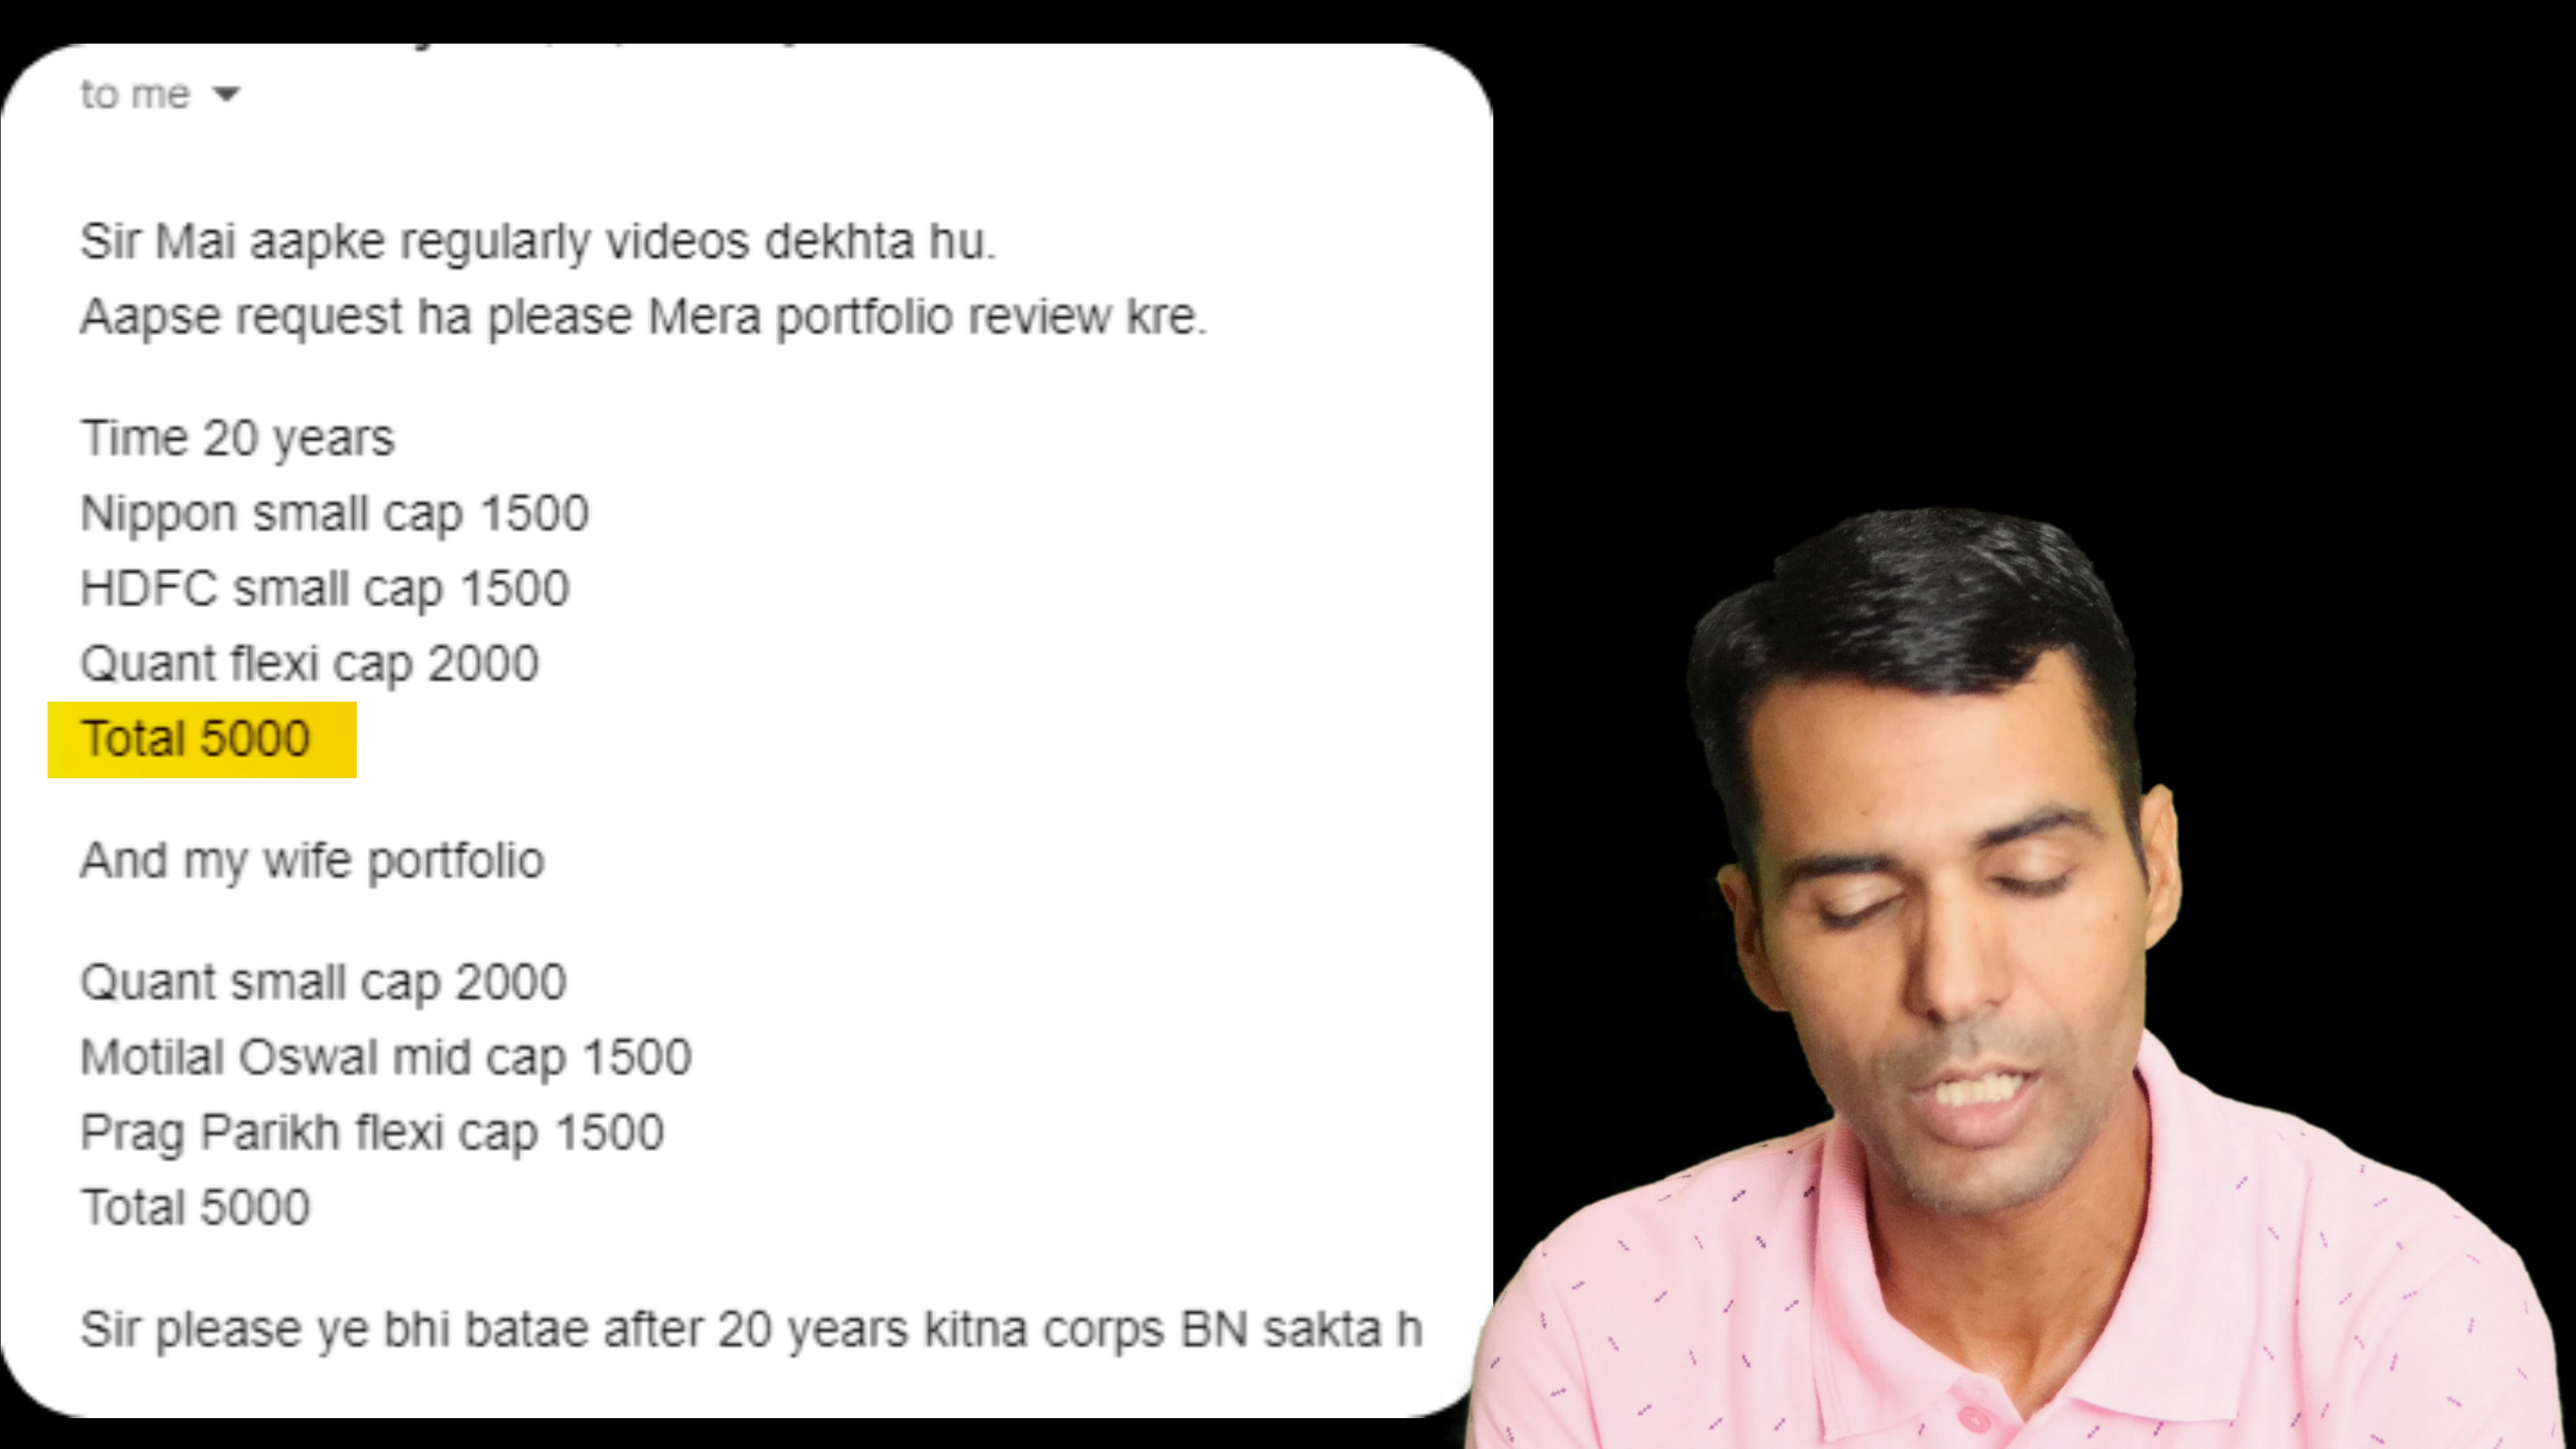 to me
Sir Mai aapke regularly videos dekhta hu.
Aapse request ha please Mera portfolio review kre.
Time 20 years
Nippon small cap 1500
HDFC small cap 1500
Quant flexi cap 2000
Total 5000
And my wife portfolio
Quant small cap 2000
Motilal Oswal mid cap 1500
Prag Parikh flexi cap 1500
Total 5000
Sir please ye bhi batae after 20 years kitna corps BN sakta h